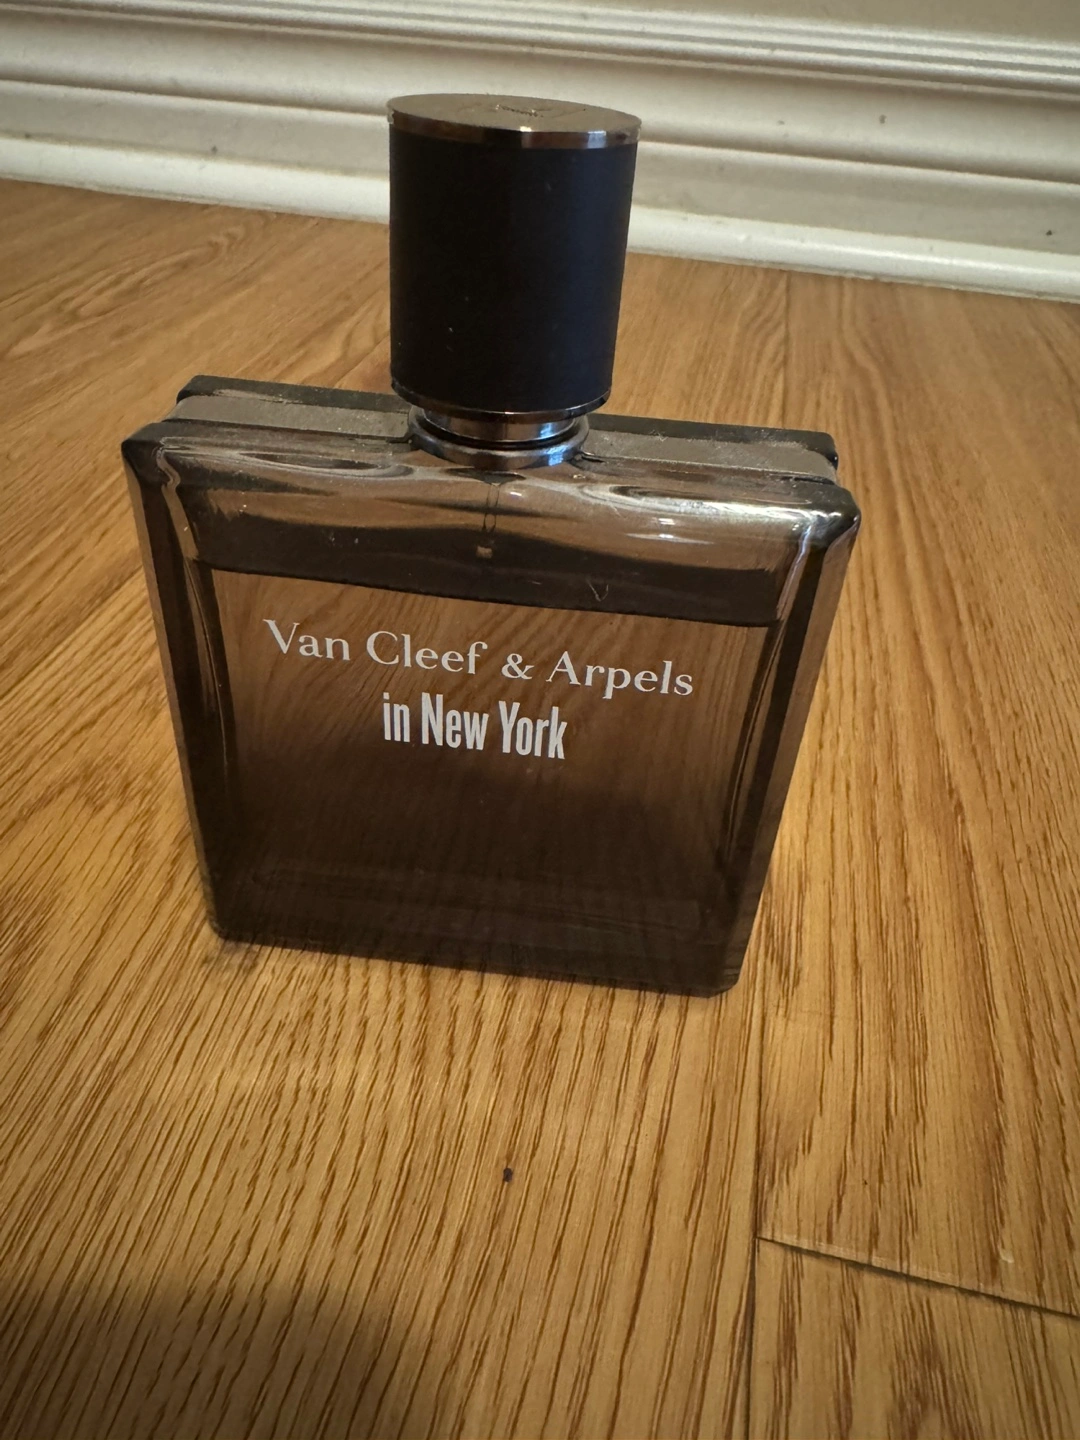 Van Cleef & Arpels
in New York